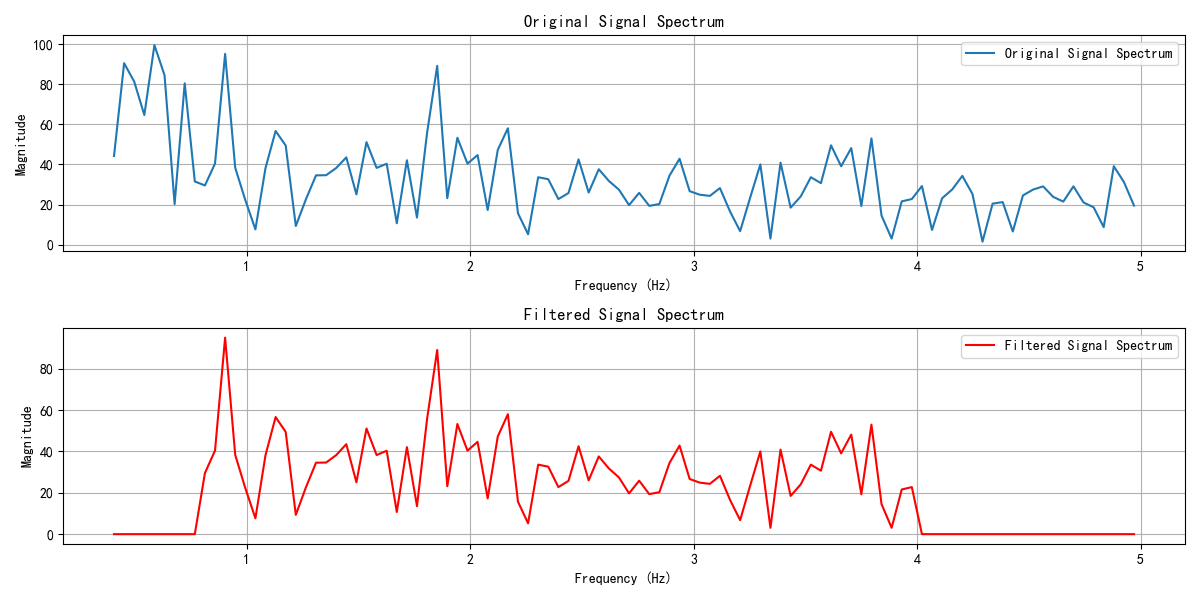 Original Signal Spectrum
Original Signal Spectrum
Magnitude
100
80
60
40
20
0
1 2 3 4 5
Frequency (Hz)
Filtered Signal Spectrum
Filtered Signal Spectrum
Magnitude
80
60
40
20
0
1 2 3 4 5
Frequency (Hz)